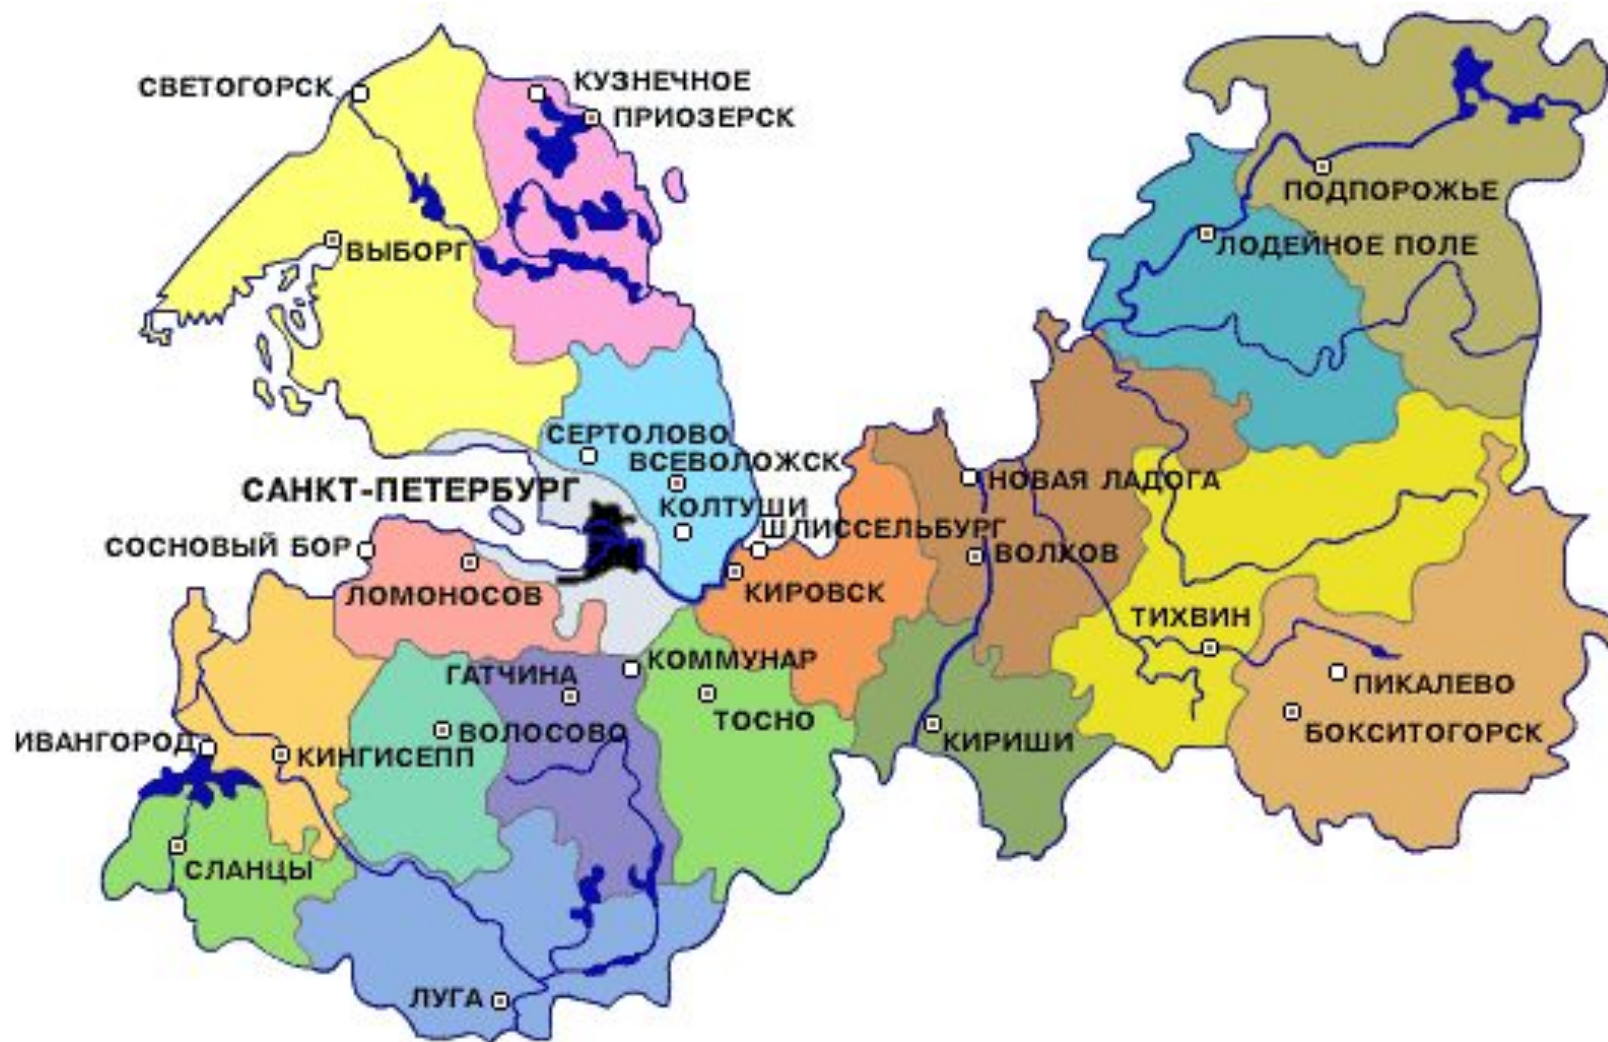 СВЕТОГОРСК
КУЗНЕЧНОЕ
ПРИОЗЕРСК
ПОДПОРОЖЬЕ
ВЫБОРГ
ЛОДЕЙНОЕ ПОЛЕ
СЕРТОЛОВО
ВСЕВОЛОЖСК
САНКТ-ПЕТЕРБУРГ
НОВАЯ ЛАДОГА
КОЛТУШИ
ШЛИССЕЛЬБУРГ
СОСНОВЫЙ БОР
ВОЛХОВ
ЛОМОНОСОВ
КИРОВСК
ТИХВИН
КОММУНАР
ГАТЧИНА
ПИКАЛЕВО
ТОСНО
БОКСИТОГОРСК
ВОЛОСОВО
КИРИШИ
ИВАНГОРОД
КИНГИСЕПП
СЛАНЦЫ
ЛУГА